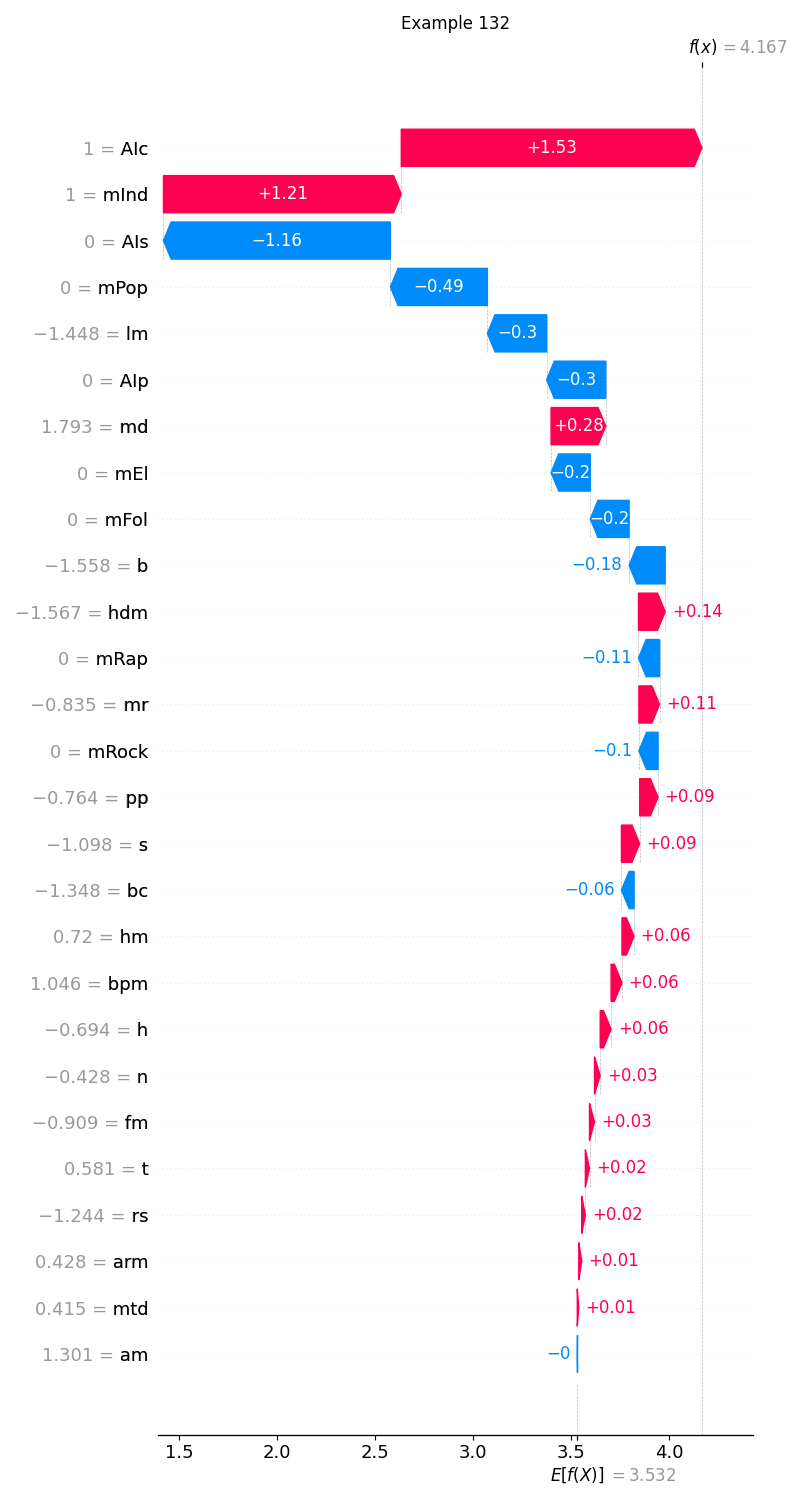 Example 132
f(x) = 4.167
1 = AIc
+1.53
1 = mInd
+1.21
0 = AIs
−1.16
0 = mPop
−0.49
−1.448 = lm
−0.3
0 = AIp
−0.3
1.793 = md
+0.28
0 = mEl
−0.2
0 = mFol
−0.2
−1.558 = b
−0.18
−1.567 = hdm
+0.14
0 = mRap
−0.11
−0.835 = mr
+0.11
0 = mRock
−0.1
−0.764 = pp
+0.09
−1.098 = s
+0.09
−1.348 = bc
−0.06
0.72 = hm
+0.06
1.046 = bpm
+0.06
−0.694 = h
+0.06
−0.428 = n
+0.03
−0.909 = fm
+0.03
0.581 = t
+0.02
−1.244 = rs
+0.02
0.428 = arm
+0.01
0.415 = mtd
+0.01
1.301 = am
−0
1.5 2.0 2.5 3.0 3.5 4.0
E[f(X)] = 3.532